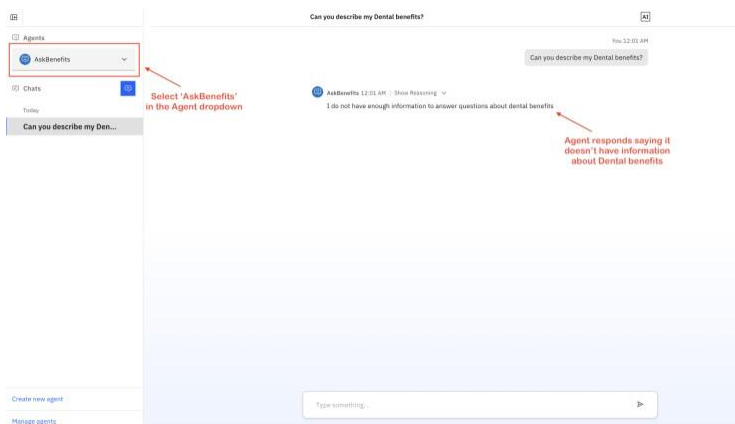 Can you describe my Dental benefits?
AI
Agents
AskBenefits
Chats
Today
Can you describe my Den...
Select 'AskBenefits'
in the Agent dropdown
You 12:01 AM
Can you describe my Dental benefits?
AskBenefits 12:01 AM | Show Reasoning
I do not have enough information to answer questions about dental benefits
Agent responds saying it
doesn't have information
about Dental benefits
Type something...
Create new agent
Manage agents